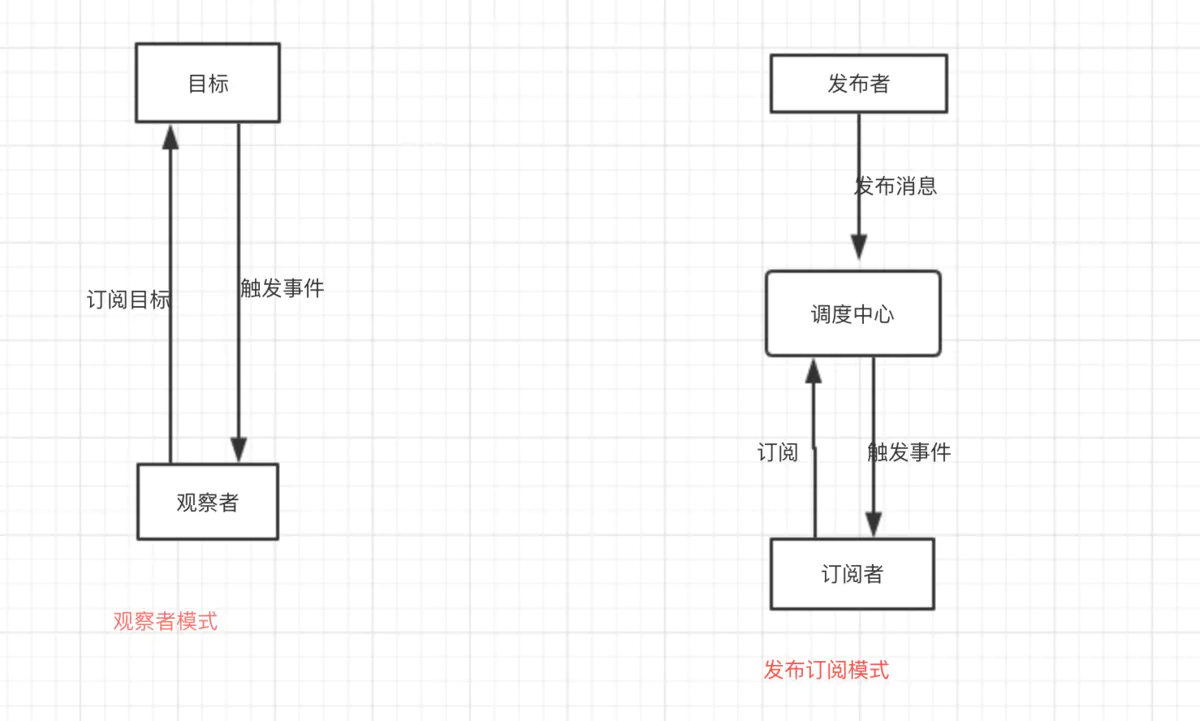 目标
订阅目标
触发事件
观察者
观察者模式
发布者
发布消息
调度中心
订阅
触发事件
订阅者
发布订阅模式